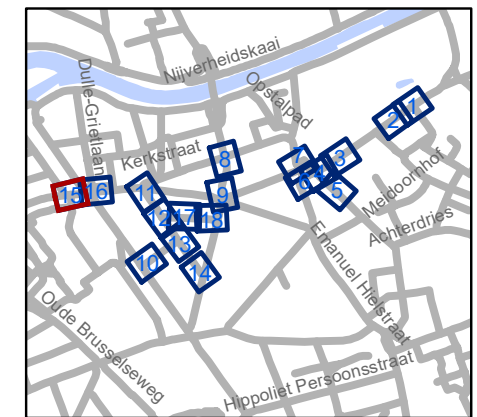 Nijverheidskaai
Dulle-Grietlaan
Opstalpad
Kerkstraat
1
2
3
4
5
6
7
8
9
10
11
12
13
14
15
16
17
18
Meidoornhof
Achterdries
Emanuel Hielstraat
Oude Brusselseweg
Hippoliet Persoonsstraat